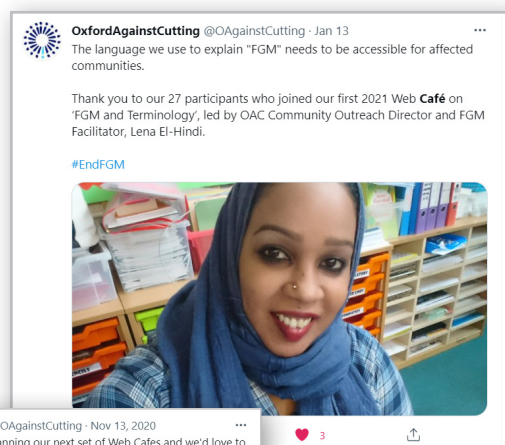 OxfordAgainstCutting @OAgainstCutting · Jan 13 ...
The language we use to explain "FGM" needs to be accessible for affected
communities.
Thank you to our 27 participants who joined our first 2021 Web Café on
'FGM and Terminology', led by OAC Community Outreach Director and FGM
Facilitator, Lena El-Hindi.
#EndFGM
OAgainstCutting · Nov 13, 2020 ...
anning our next set of Web Cafes and we'd love to
3